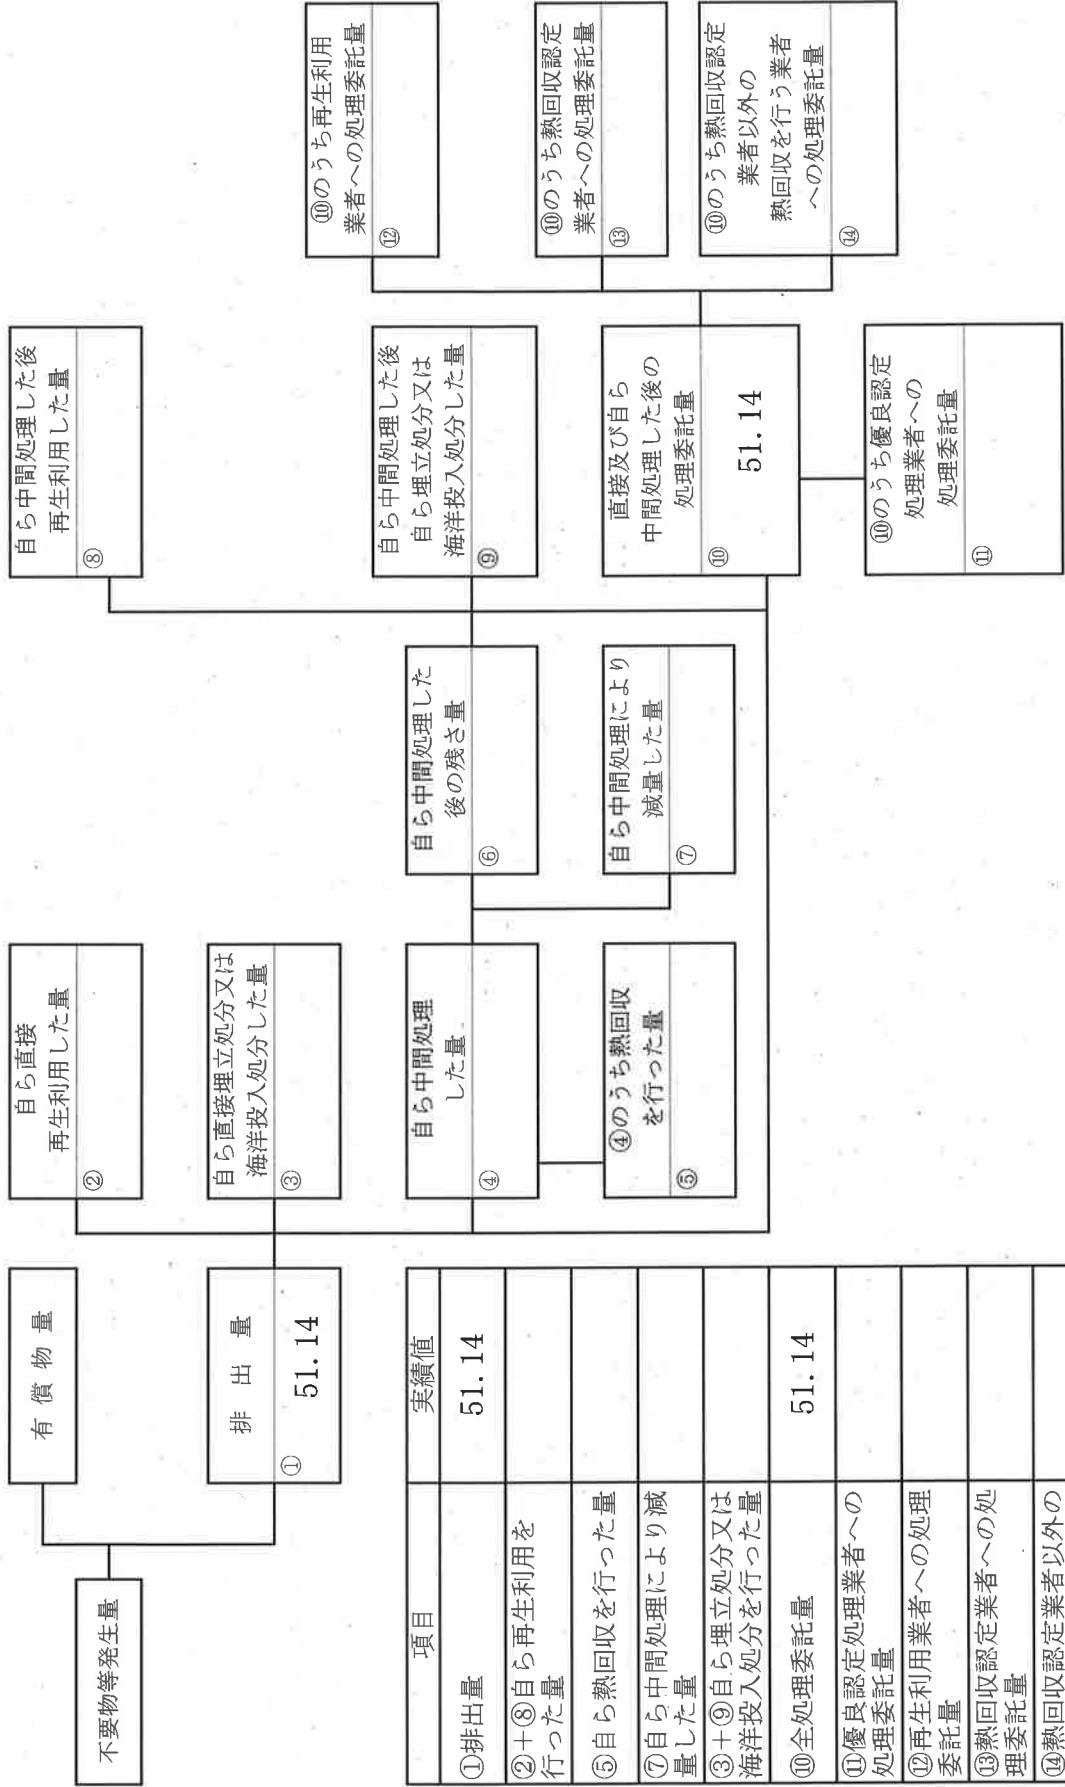 不要物等発生量
有償物量
排出量
①
51.14
自ら直接
再生利用した量
②
自ら直接埋立処分又は
海洋投入処分した量
③
自ら中間処理
した量
④
④のうち熱回収
を行った量
⑤
自ら中間処理した
後の残さ量
⑥
自ら中間処理により
減量した量
⑦
自ら中間処理した後
再生利用した量
⑧
自ら中間処理した後
自ら埋立処分又は
海洋投入処分した量
⑨
直接及び自ら
中間処理した後の
処理委託量
⑩
51.14
⑩のうち優良認定
処理業者への
処理委託量
⑪
⑩のうち再生利用
業者への処理委託量
⑫
⑩のうち熱回収認定
業者への処理委託量
⑬
⑩のうち熱回収認定
業者以外の
熱回収を行う業者
への処理委託量
⑭
項目 実績値
①排出量 51.14
②+⑧自ら再生利用を
行った量
⑤自ら熱回収を行った量
⑦自ら中間処理により減
量した量
③+⑨自ら埋立処分又は
海洋投入処分を行った量
⑩全処理委託量 51.14
⑪優良認定処理業者への
処理委託量
⑫再生利用業者への処理
委託量
⑬熱回収認定業者への処
理委託量
⑭熱回収認定業者以外の